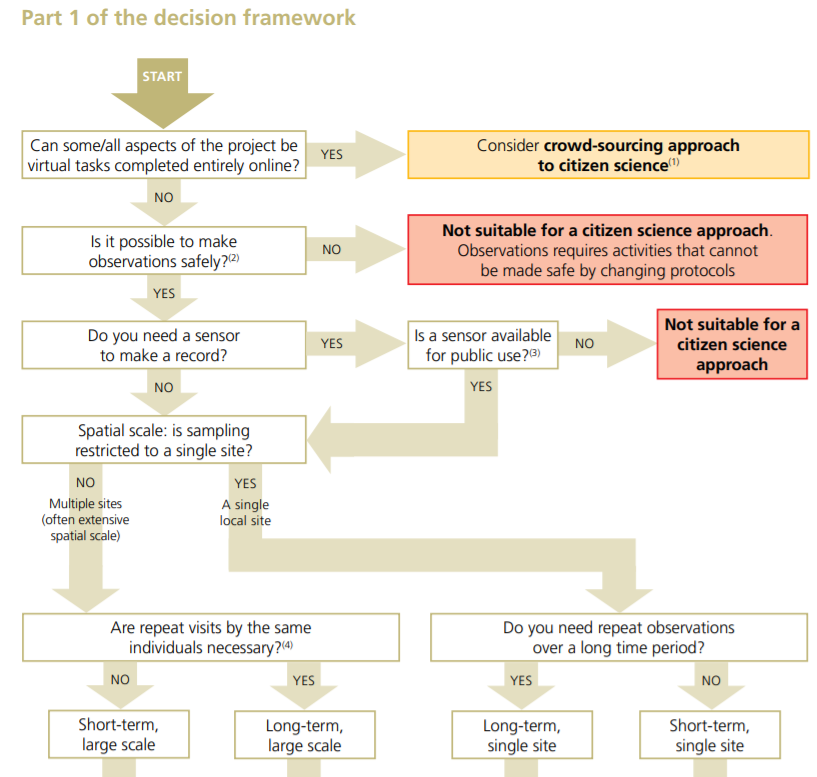 Part 1 of the decision framework
START
Can some/all aspects of the project be
virtual tasks completed entirely online?
YES
Consider crowd-sourcing approach
to citizen science(1)
NO
Is it possible to make
observations safely?(2)
NO
Not suitable for a citizen science approach.
Observations requires activities that cannot
be made safe by changing protocols
YES
Do you need a sensor
to make a record?
YES
Is a sensor available
for public use?(3)
NO
Not suitable for a
citizen science
approach
NO
YES
Spatial scale: is sampling
restricted to a single site?
NO
Multiple sites
(often extensive
spatial scale)
YES
A single
local site
Are repeat visits by the same
individuals necessary?(4)
Do you need repeat observations
over a long time period?
NO
YES
YES
NO
Short-term,
large scale
Long-term,
large scale
Long-term,
single site
Short-term,
single site